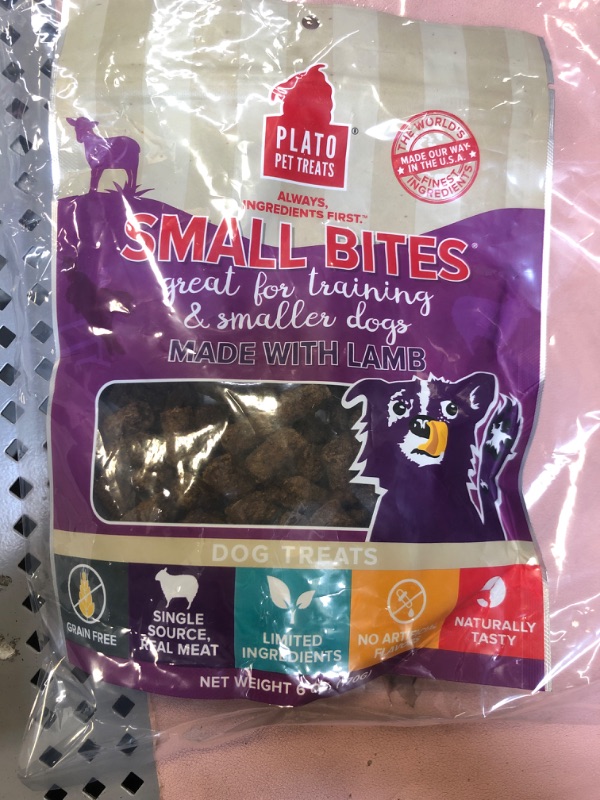 PLATO®
PET TREATS
ALWAYS,
INGREDIENTS FIRST.™
THE WORLD'S
MADE OUR WAY
IN THE U.S.A.
FINEST
INGREDIENTS
SMALL BITES®
great for training
& smaller dogs
MADE WITH LAMB
DOG TREATS
GRAIN FREE
SINGLE
SOURCE,
REAL MEAT
LIMITED
INGREDIENTS
NO
NATURALLY
TASTY
NET WEIGHT 6